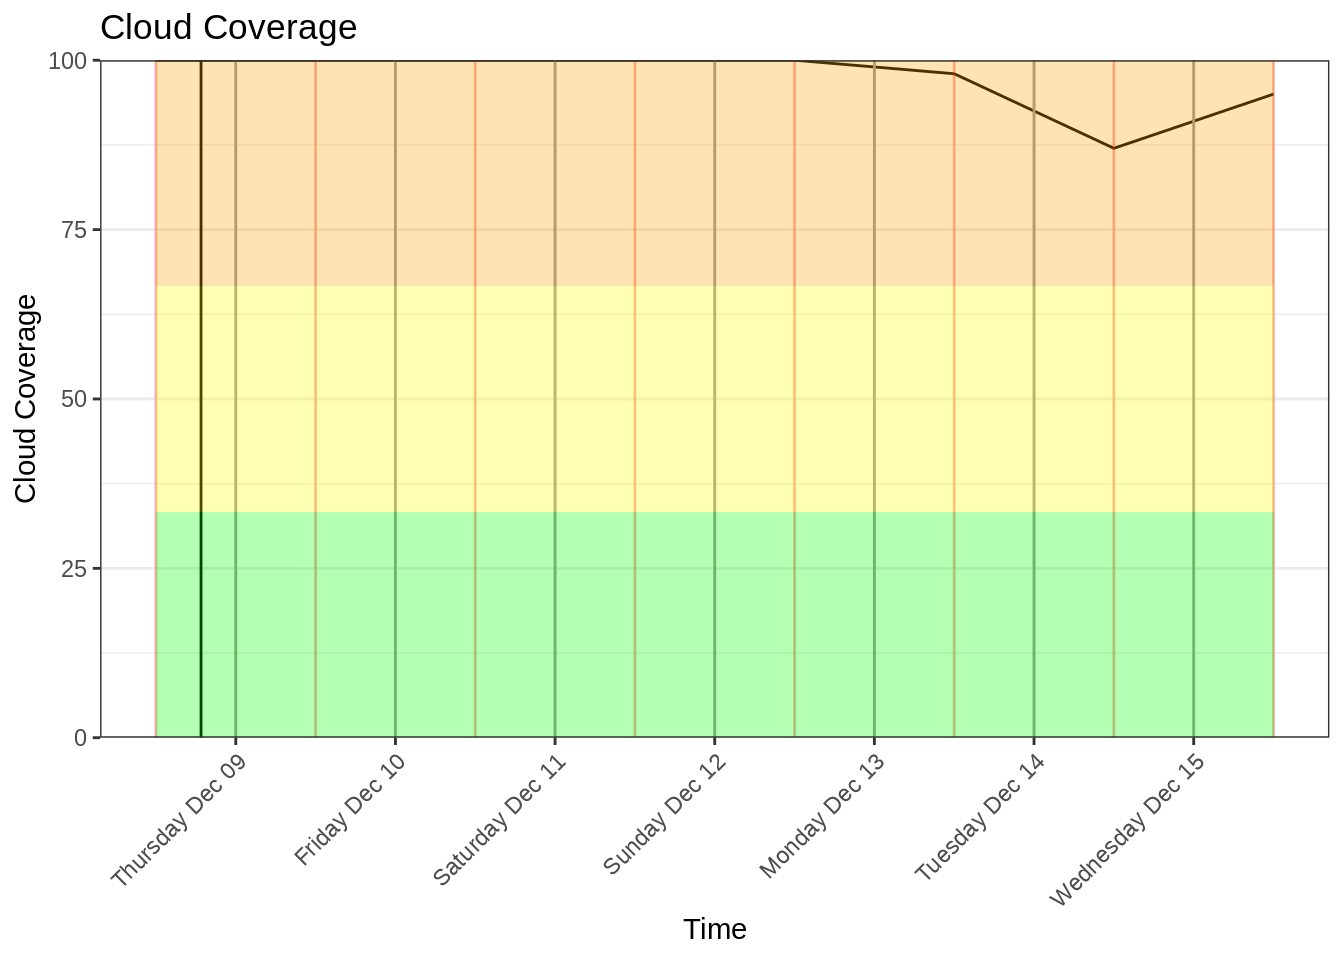 Cloud Coverage
100
75
50
25
0
Cloud Coverage
Thursday Dec 09
Friday Dec 10
Saturday Dec 11
Sunday Dec 12
Monday Dec 13
Tuesday Dec 14
Wednesday Dec 15
Time